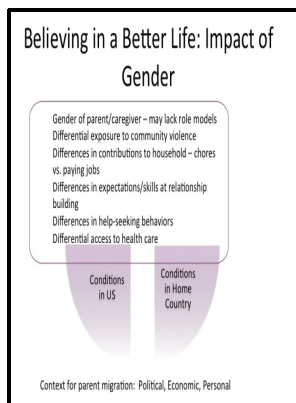 Believing in a Better Life: Impact of
Gender
Gender of parent/caregiver – may lack role models
Differential exposure to community violence
Differences in contributions to household – chores
vs. paying jobs
Differences in expectations/skills at relationship
building
Differences in help-seeking behaviors
Differential access to health care
Conditions
in US
Conditions
in Home
Country
Context for parent migration: Political, Economic, Personal